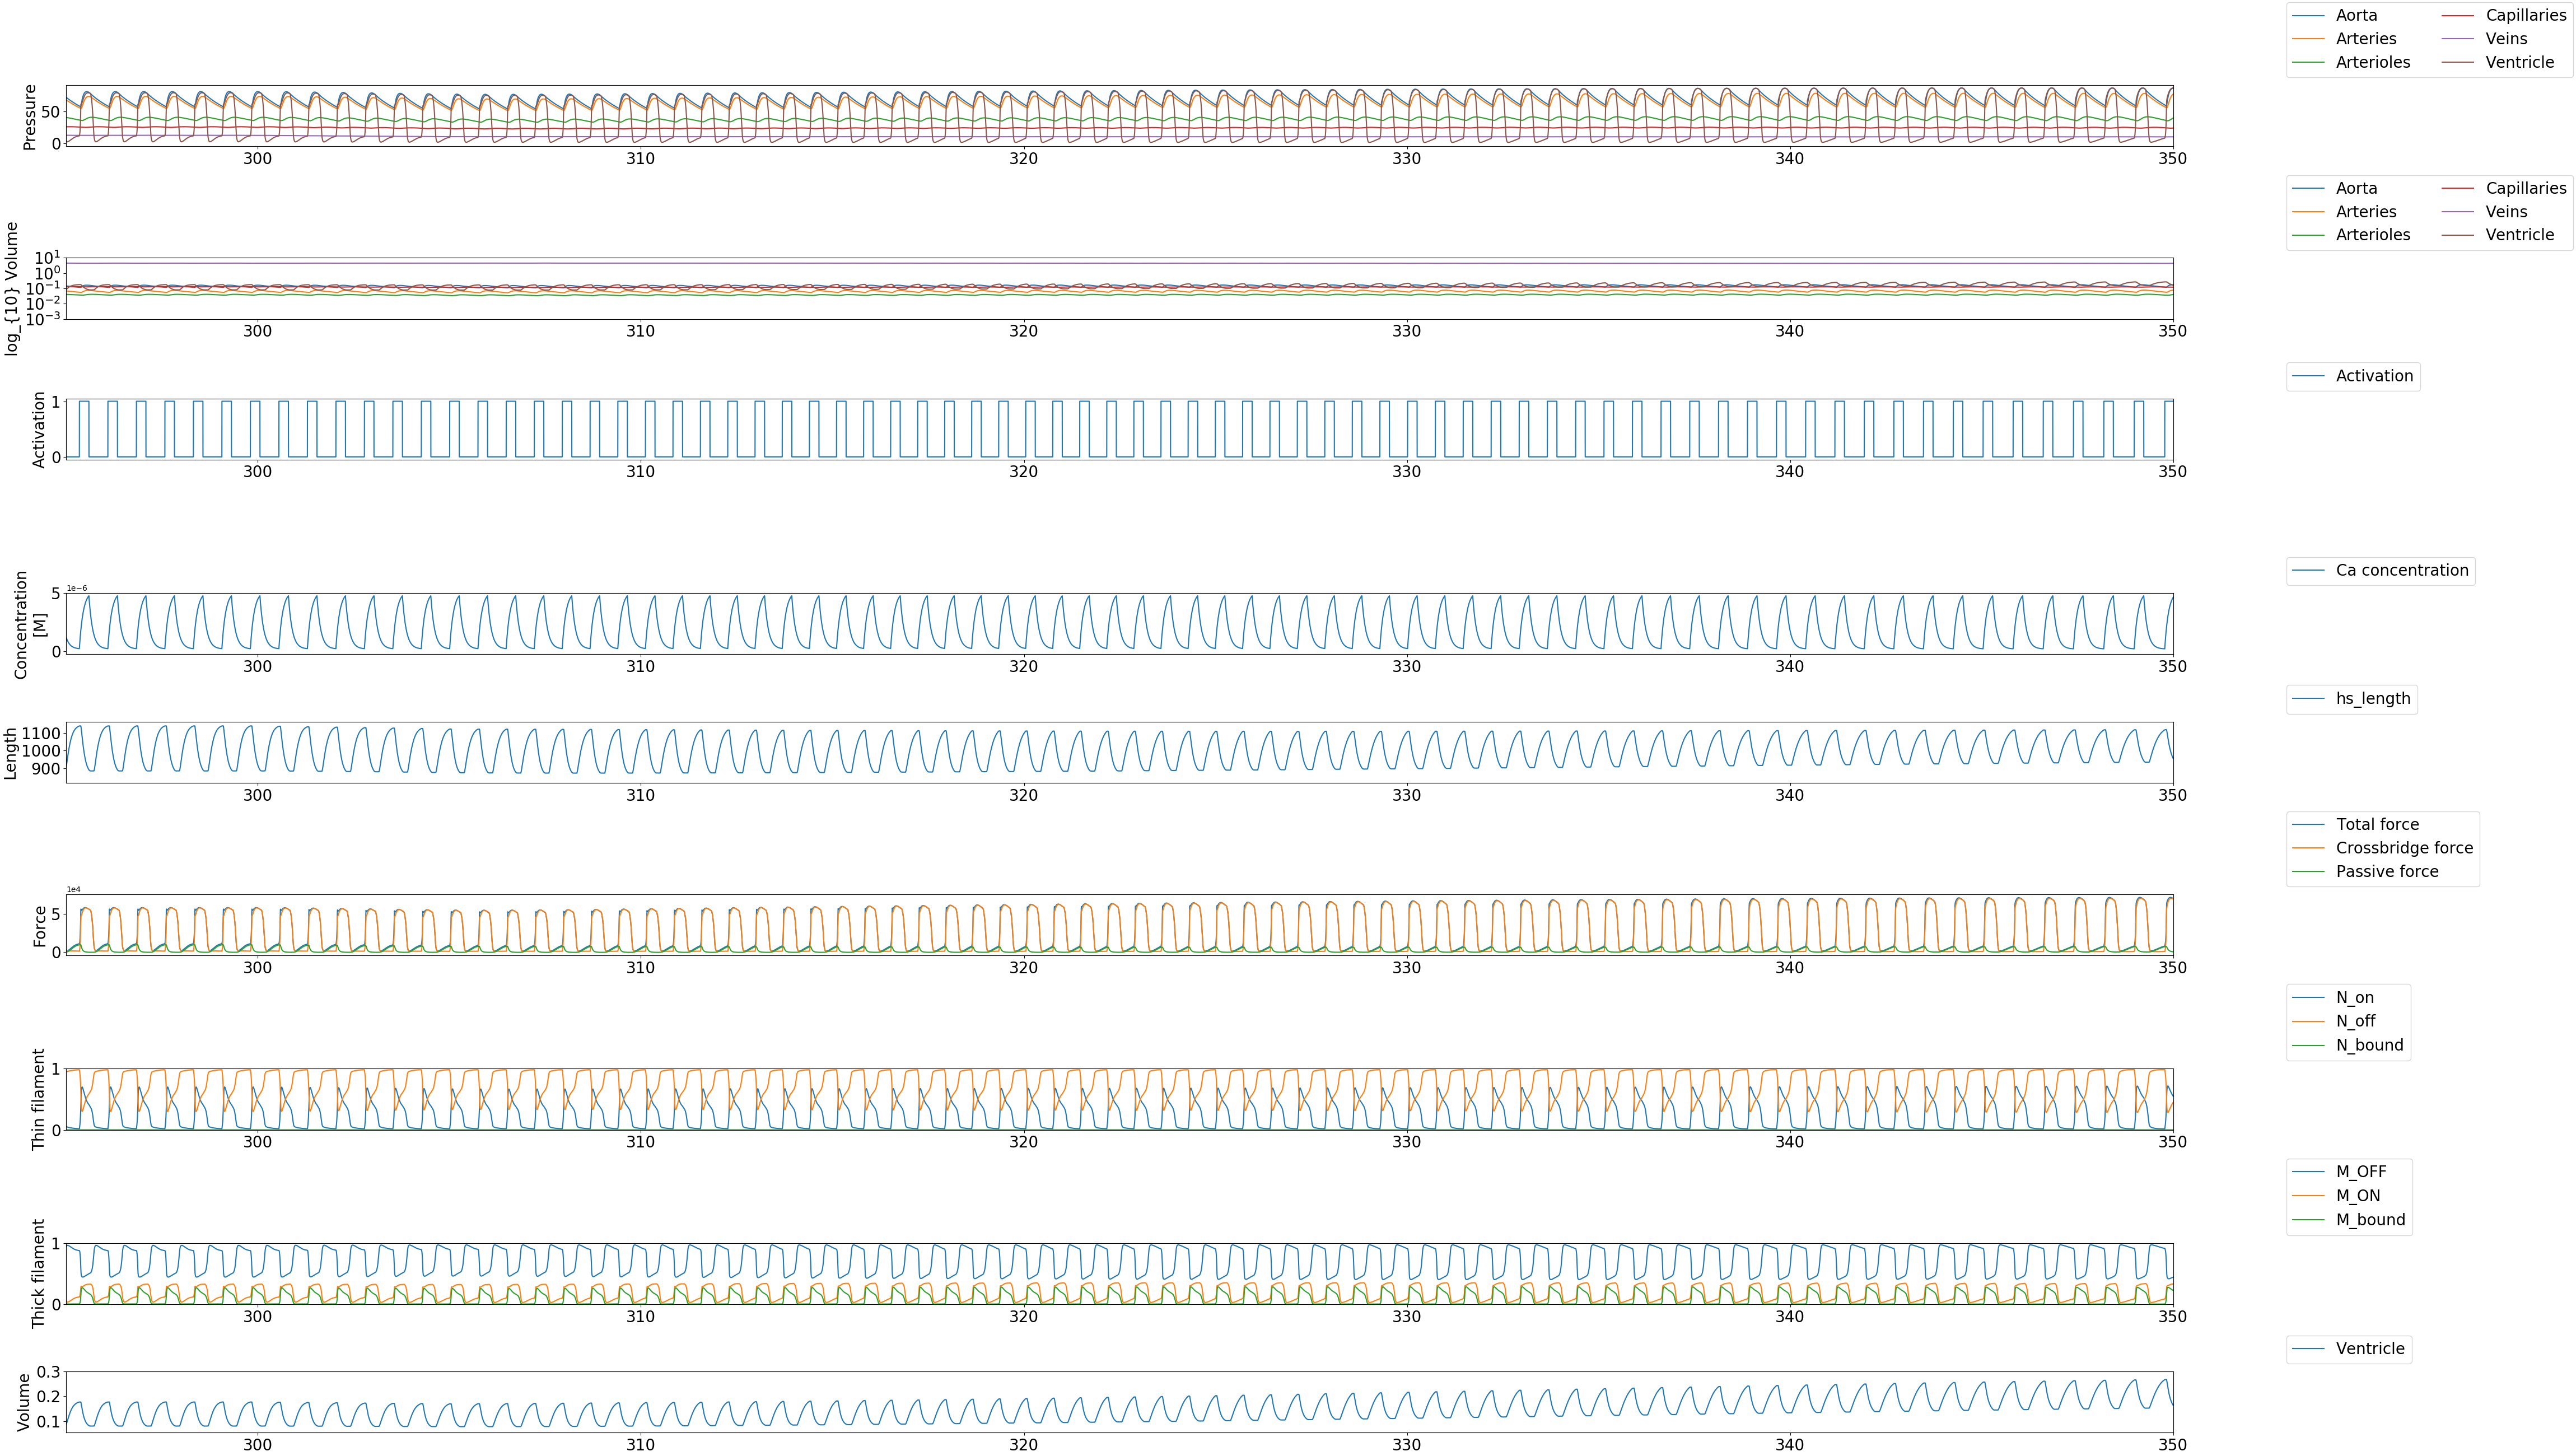 Aorta Capillaries
Arteries Veins
Arterioles Ventricle
Pressure
50
0
300 310 320 330 340 350
Aorta Capillaries
Arteries Veins
Arterioles Ventricle
log_{10} Volume
10^1
10^0
10^-1
10^-2
10^-3
300 310 320 330 340 350
Activation
Activation
1
0
300 310 320 330 340 350
Ca concentration
Concentration
[M]
1e−6
5
0
300 310 320 330 340 350
hs_length
Length
1100
1000
900
300 310 320 330 340 350
Total force
Crossbridge force
Passive force
Force
1e4
5
0
300 310 320 330 340 350
N_on
N_off
N_bound
Thin filament
1
0
300 310 320 330 340 350
M_OFF
M_ON
M_bound
Thick filament
1
0
300 310 320 330 340 350
Ventricle
Volume
0.3
0.2
0.1
300 310 320 330 340 350